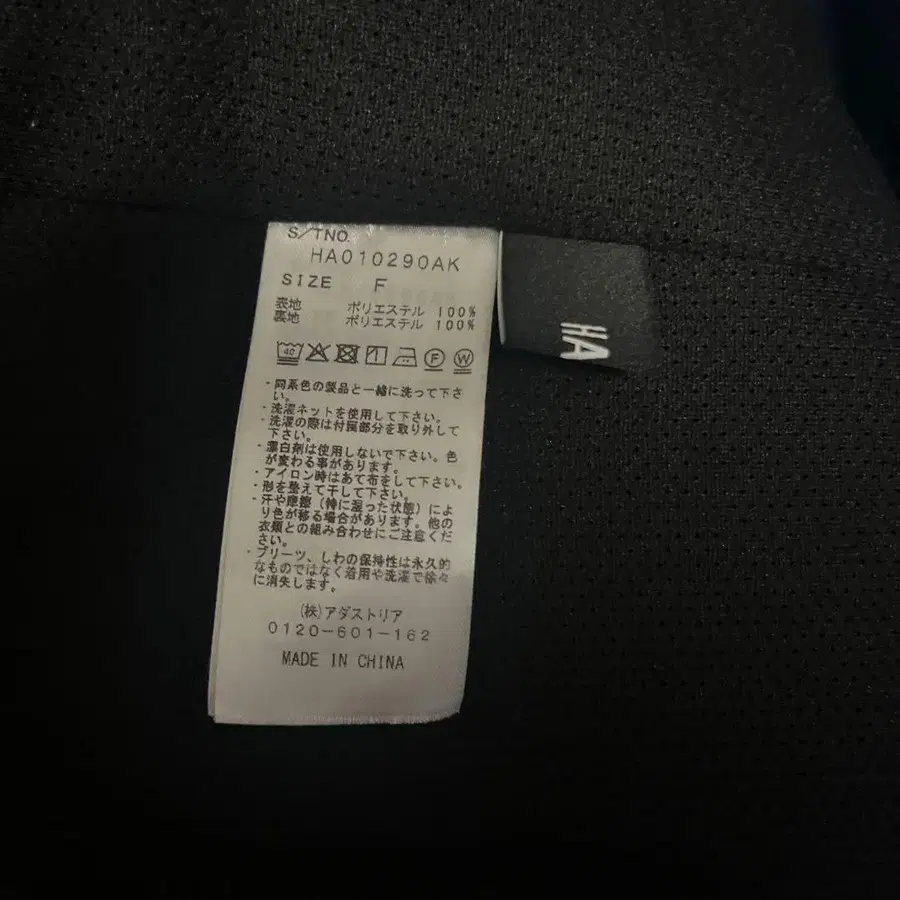 S/TNO.
HA010290AK
SIZE F
表地 ポリエステル 100%
裏地 ポリエステル 100%
40 F W
・同系色の製品と一緒に洗って下さ
い。
・洗濯ネットを使用して下さい。
・洗濯の際は付属部分を取り外して
下さい。
・漂白剤は使用しないで下さい。色
が変わる事があります。
・アイロン時はあて布をして下さい。
・形を整えて干して下さい。
・汗や摩擦（特に湿った状態）によ
り色が移る場合があります。他の
衣類との組み合わせにご注意くだ
さい。
・プリーツ、しわの保持性は永久的
なものではなく着用や洗濯で徐々
に消失します。
(株)アダストリア
0120-601-162
MADE IN CHINA
HA